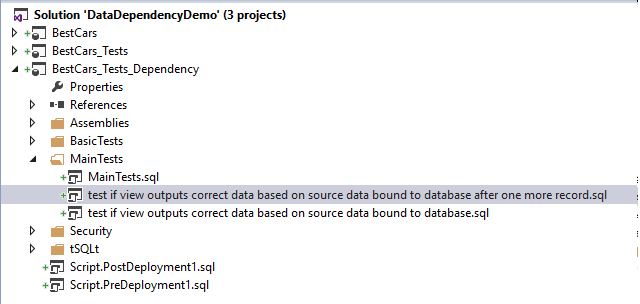 Solution 'DataDependencyDemo' (3 projects)
BestCars
BestCars_Tests
BestCars_Tests_Dependency
Properties
References
Assemblies
BasicTests
MainTests
MainTests.sql
test if view outputs correct data based on source data bound to database after one more record.sql
test if view outputs correct data based on source data bound to database.sql
Security
tSQLt
Script.PostDeployment1.sql
Script.PreDeployment1.sql